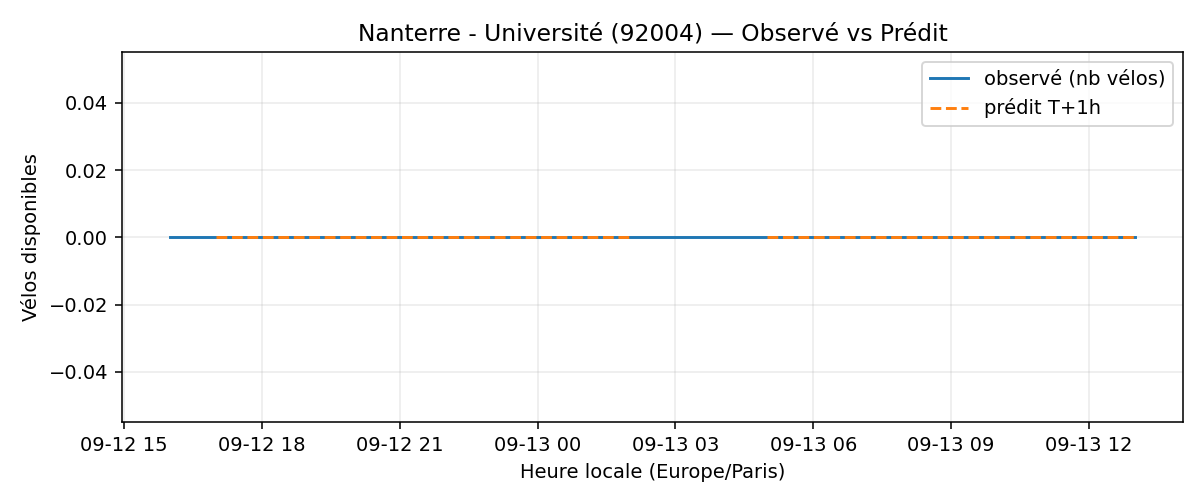 Nanterre - Université (92004) — Observé vs Prédit
observé (nb vélos)
prédit T+1h
Vélos disponibles
0.04
0.02
0.00
−0.02
−0.04
09-12 15
09-12 18
09-12 21
09-13 00
09-13 03
09-13 06
09-13 09
09-13 12
Heure locale (Europe/Paris)